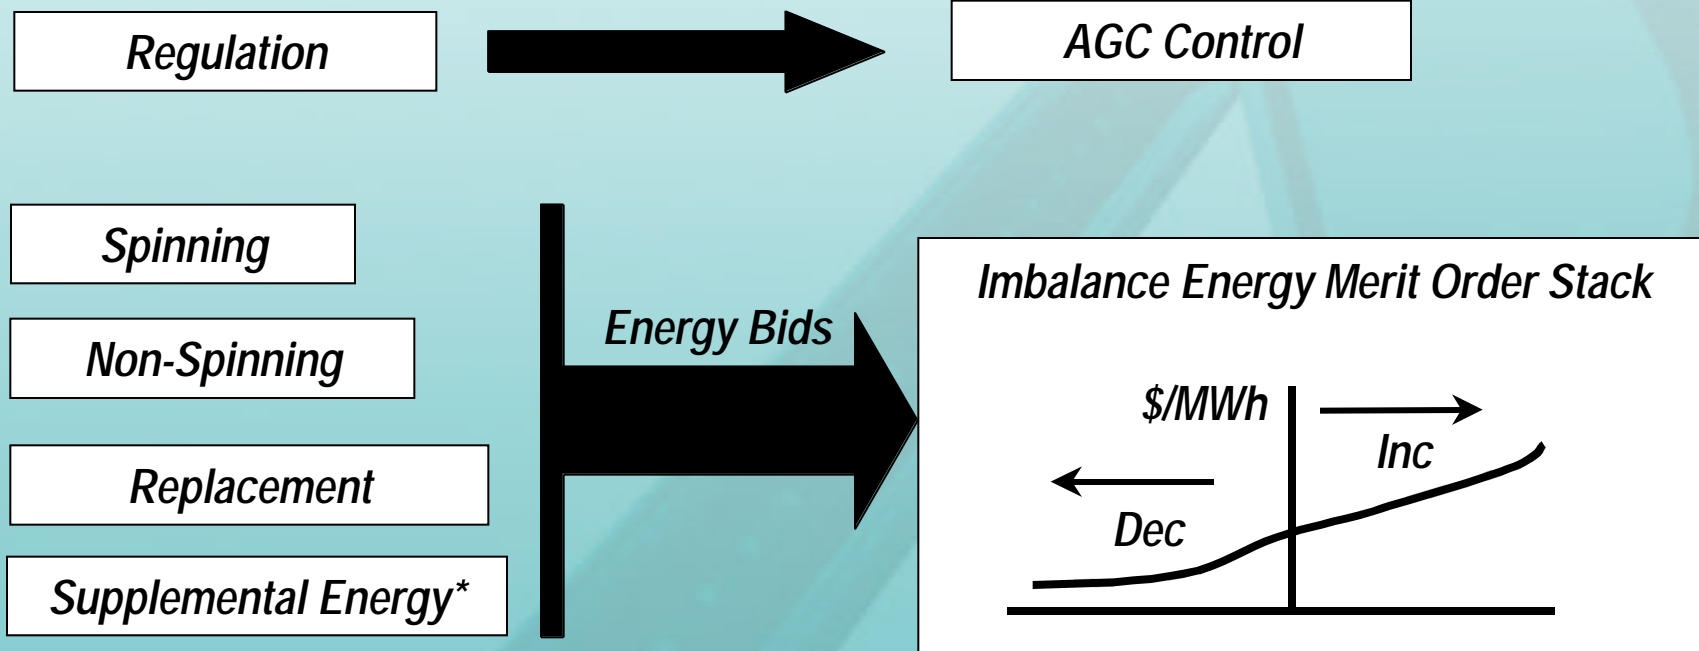 Regulation
AGC Control
Spinning
Non-Spinning
Replacement
Supplemental Energy*
Energy Bids
Imbalance Energy Merit Order Stack
$/MWh
Inc
Dec